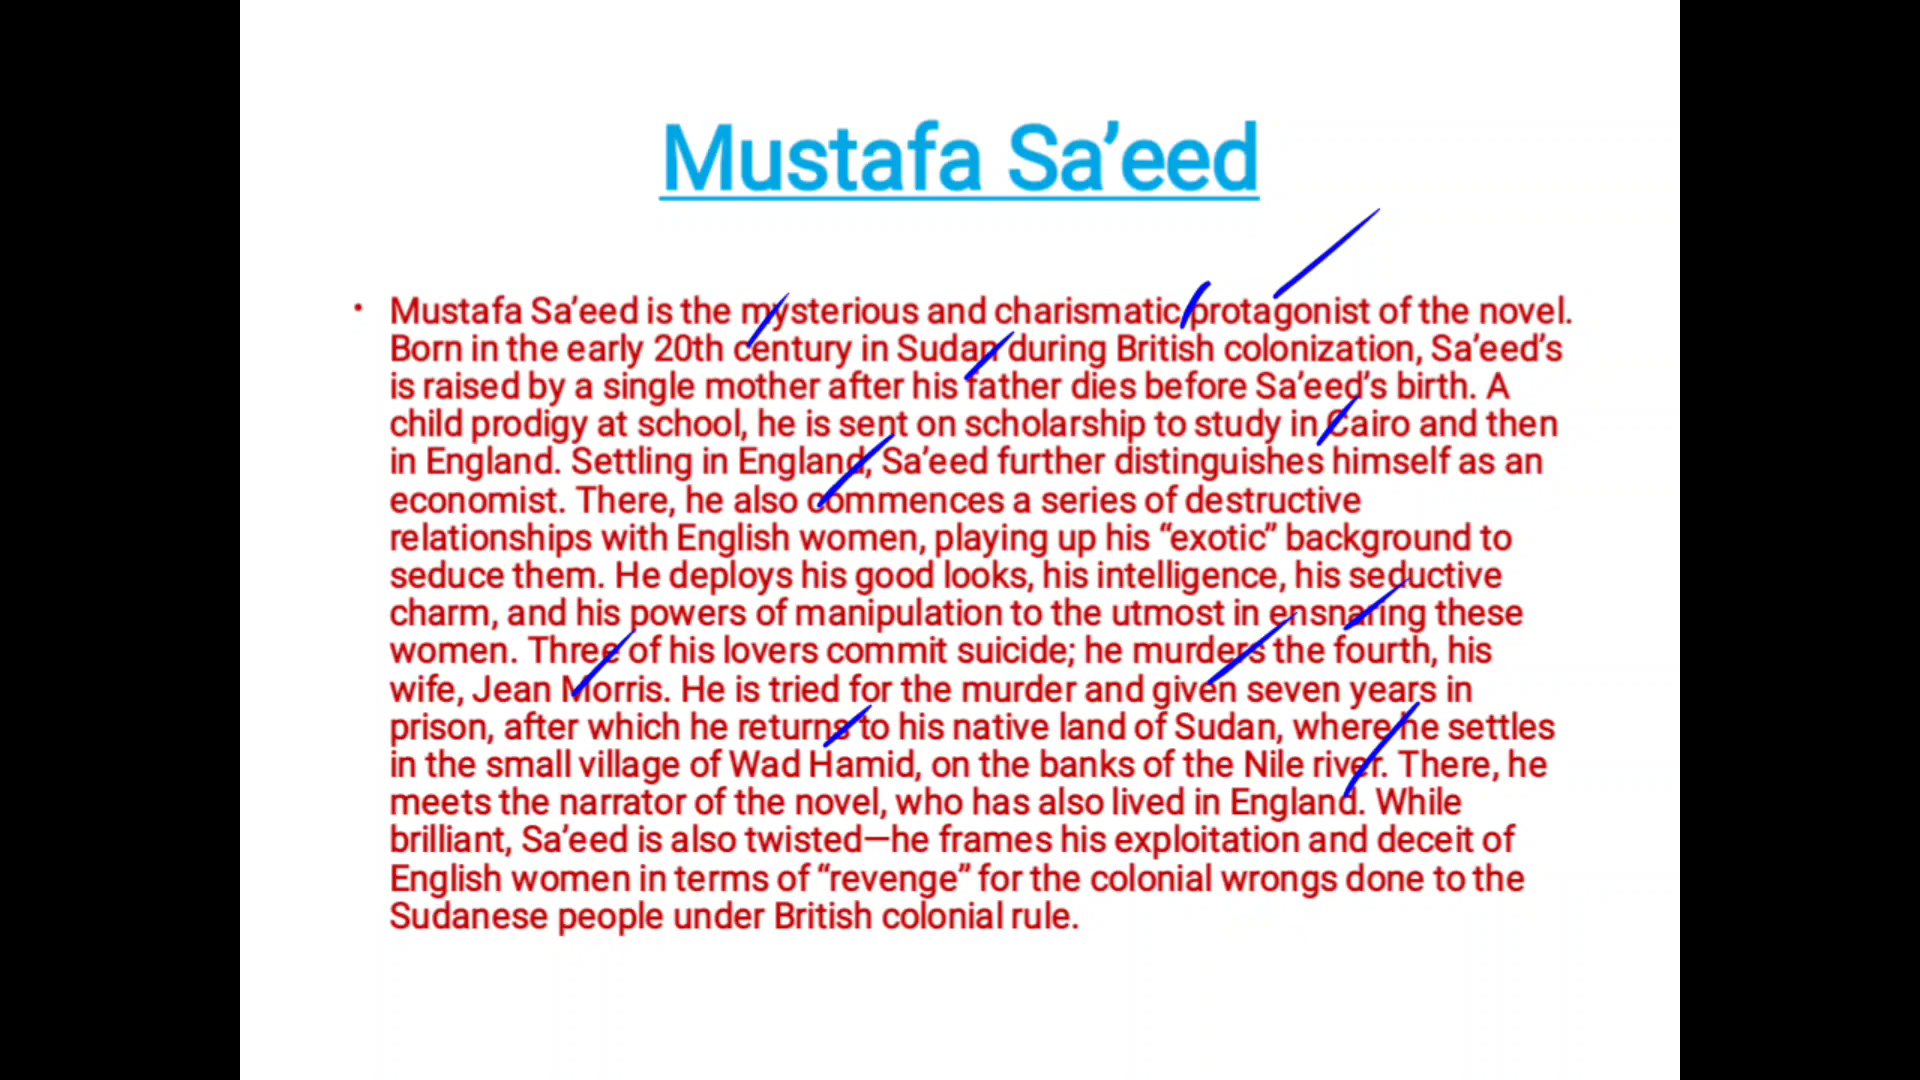 Mustafa Sa’eed
• Mustafa Sa’eed is the mysterious and charismatic protagonist of the novel.
Born in the early 20th century in Sudan during British colonization, Sa’eed’s
is raised by a single mother after his father dies before Sa’eed’s birth. A
child prodigy at school, he is sent on scholarship to study in Cairo and then
in England. Settling in England, Sa’eed further distinguishes himself as an
economist. There, he also commences a series of destructive
relationships with English women, playing up his “exotic” background to
seduce them. He deploys his good looks, his intelligence, his seductive
charm, and his powers of manipulation to the utmost in ensnaring these
women. Three of his lovers commit suicide; he murders the fourth, his
wife, Jean Morris. He is tried for the murder and given seven years in
prison, after which he returns to his native land of Sudan, where he settles
in the small village of Wad Hamid, on the banks of the Nile river. There, he
meets the narrator of the novel, who has also lived in England. While
brilliant, Sa’eed is also twisted—he frames his exploitation and deceit of
English women in terms of “revenge” for the colonial wrongs done to the
Sudanese people under British colonial rule.